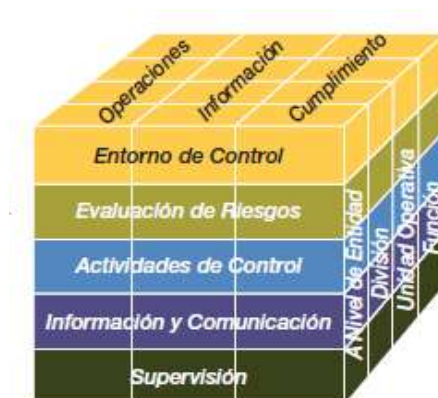 Operaciones
Información
Cumplimiento
Entorno de Control
Evaluación de Riesgos
Actividades de Control
Información y Comunicación
Supervisión
A Nivel de Entidad
División
Unidad Operativa
Función